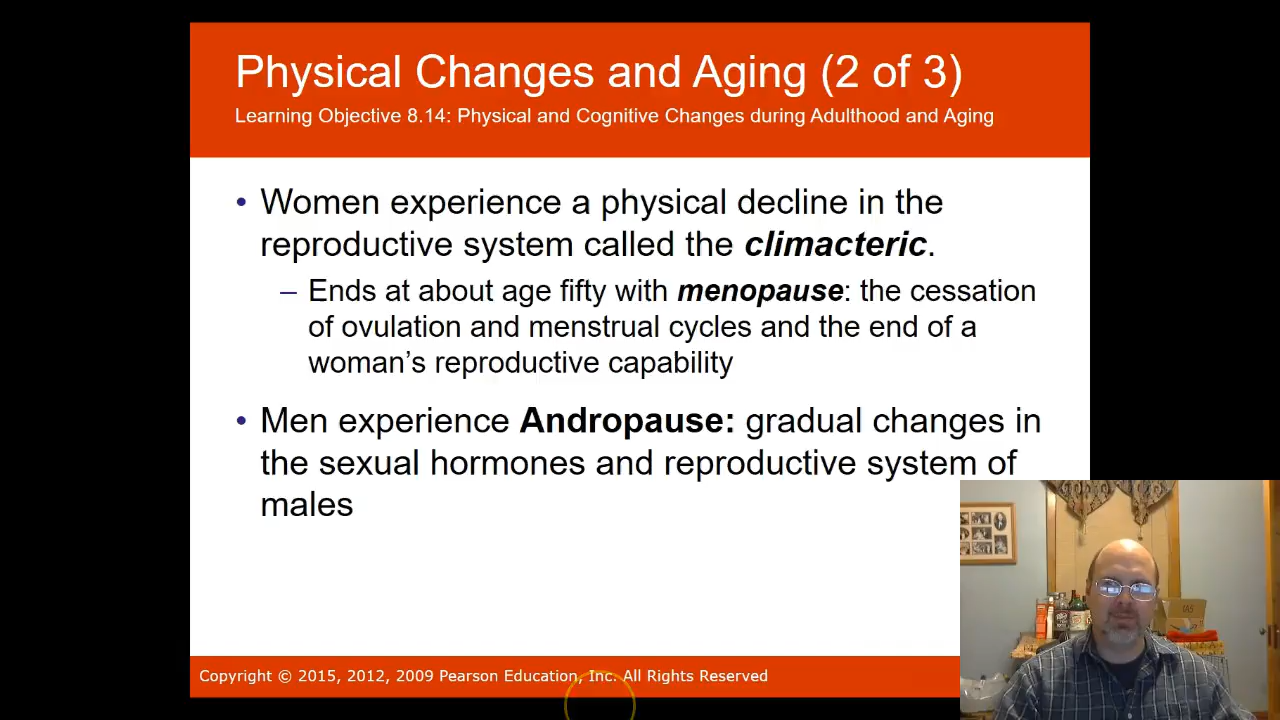 Physical Changes and Aging (2 of 3)
Learning Objective 8.14: Physical and Cognitive Changes during Adulthood and Aging
• Women experience a physical decline in the
reproductive system called the climacteric.
– Ends at about age fifty with menopause: the cessation
of ovulation and menstrual cycles and the end of a
woman's reproductive capability
• Men experience Andropause: gradual changes in
the sexual hormones and reproductive system of
males
Copyright © 2015, 2012, 2009 Pearson Education, Inc. All Rights Reserved